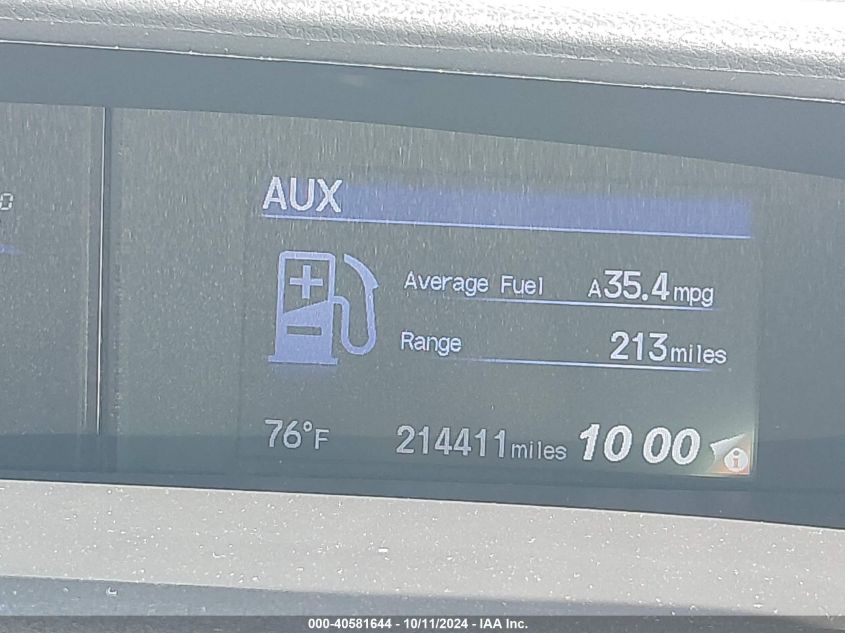 AUX
Average Fuel A35.4mpg
Range 213miles
76°F 214411miles 10 00
000-40581644 - 10/11/2024 - IAA Inc.